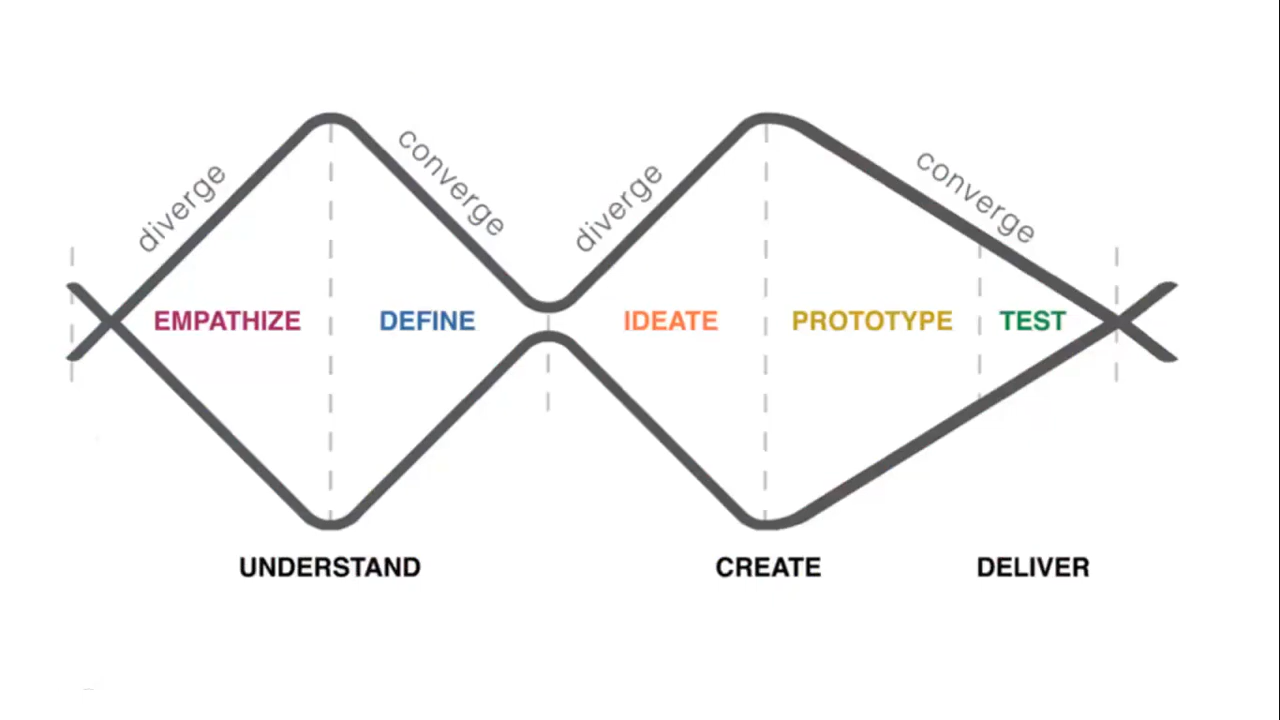 diverge
converge
diverge
converge
EMPATHIZE
DEFINE
IDEATE
PROTOTYPE
TEST
UNDERSTAND
CREATE
DELIVER